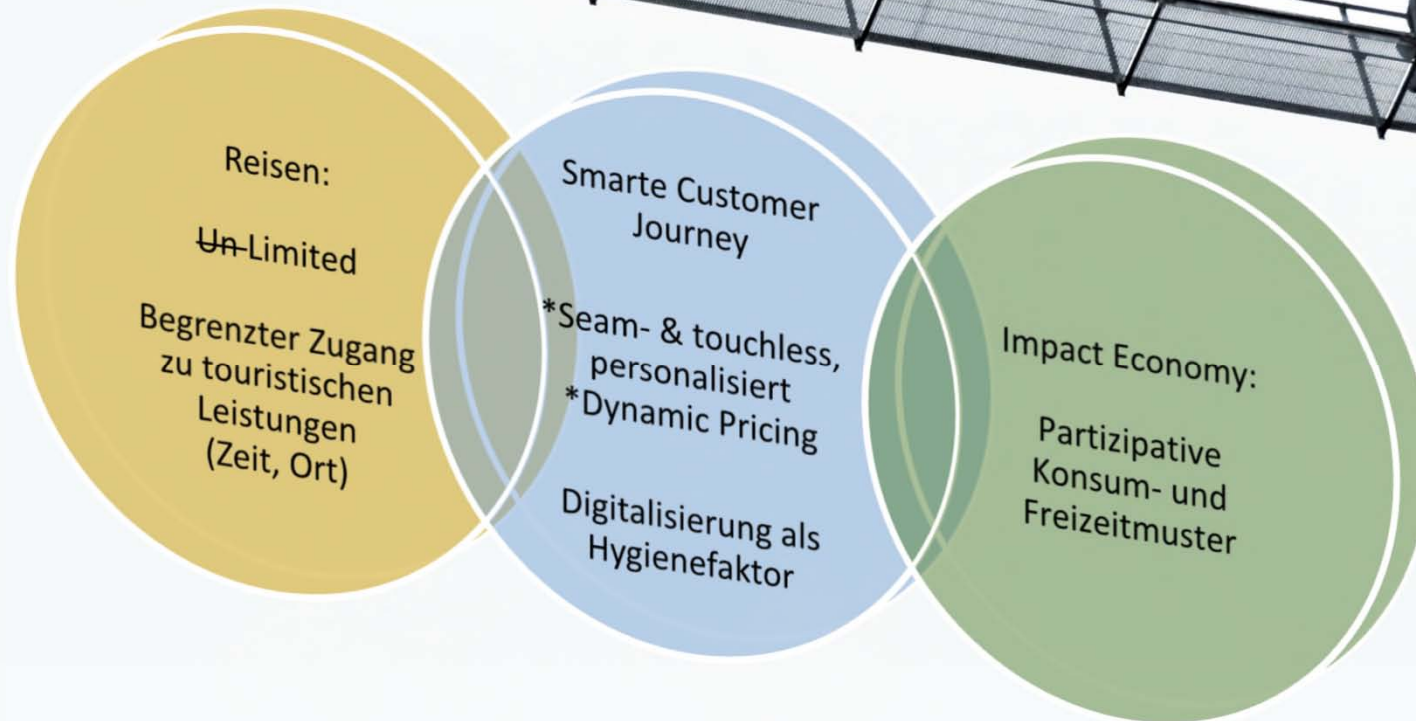 Reisen:
Un-Limited
Begrenzter Zugang
zu touristischen
Leistungen
(Zeit, Ort)
Smarte Customer
Journey
*Seam- & touchless,
personalisiert
*Dynamic Pricing
Digitalisierung als
Hygienefaktor
Impact Economy:
Partizipative
Konsum- und
Freizeitmuster